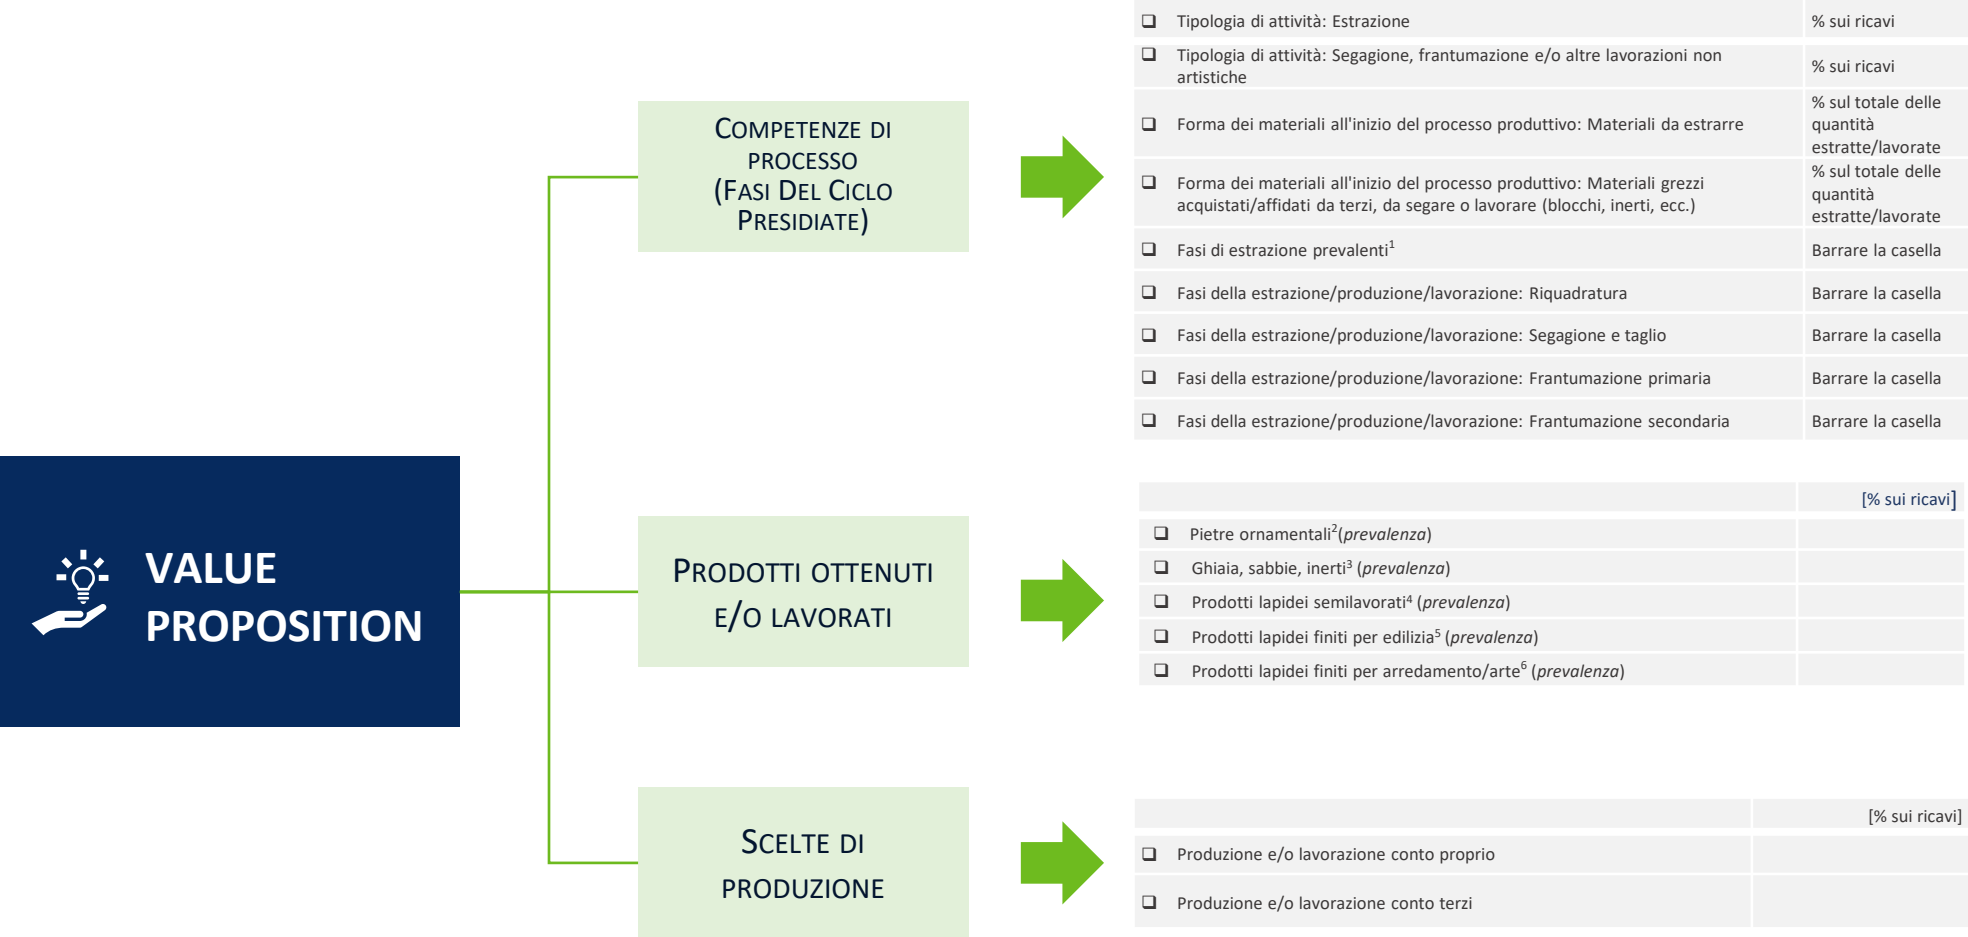 ❑ Tipologia di attività: Estrazione % sui ricavi
❑ Tipologia di attività: Segagione, frantumazione e/o altre lavorazioni non
artistiche
% sui ricavi
❑ Forma dei materiali all'inizio del processo produttivo: Materiali da estrarre
% sul totale delle
quantità
estratte/lavorate
❑ Forma dei materiali all'inizio del processo produttivo: Materiali grezzi
acquistati/affidati da terzi, da segare o lavorare (blocchi, inerti, ecc.)
% sul totale delle
quantità
estratte/lavorate
❑ Fasi di estrazione prevalenti¹ Barrare la casella
❑ Fasi della estrazione/produzione/lavorazione: Riquadratura Barrare la casella
❑ Fasi della estrazione/produzione/lavorazione: Segagione e taglio Barrare la casella
❑ Fasi della estrazione/produzione/lavorazione: Frantumazione primaria Barrare la casella
❑ Fasi della estrazione/produzione/lavorazione: Frantumazione secondaria Barrare la casella
COMPETENZE DI
PROCESSO
(FASI DEL CICLO
PRESIDIATE)
VALUE
PROPOSITION
PRODOTTI OTTENUTI
E/O LAVORATI
[% sui ricavi]
❑ Pietre ornamentali²(prevalenza)
❑ Ghiaia, sabbie, inerti³ (prevalenza)
❑ Prodotti lapidei semilavorati⁴ (prevalenza)
❑ Prodotti lapidei finiti per edilizia⁵ (prevalenza)
❑ Prodotti lapidei finiti per arredamento/arte⁶ (prevalenza)
SCELTE DI
PRODUZIONE
[% sui ricavi]
❑ Produzione e/o lavorazione conto proprio
❑ Produzione e/o lavorazione conto terzi